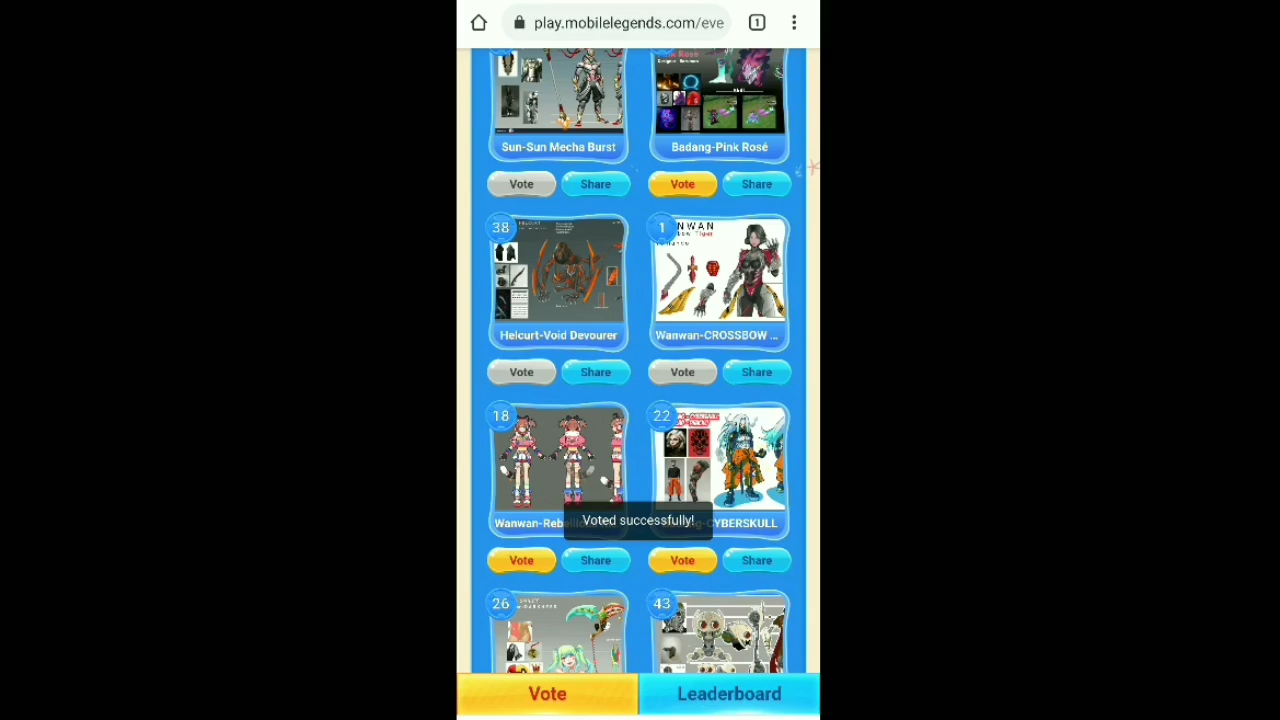 play.mobilelegends.com/eve
1
Sun-Sun Mecha Burst
Badang-Pink Rosé
Vote
Share
Vote
Share
38
1
Helcurt-Void Devourer
Wanwan-CROSSBOW ...
Vote
Share
Vote
Share
18
22
Wanwan-Reb
CYBERSKULL
Voted successfully!
Vote
Share
Vote
Share
26
43
Vote
Leaderboard